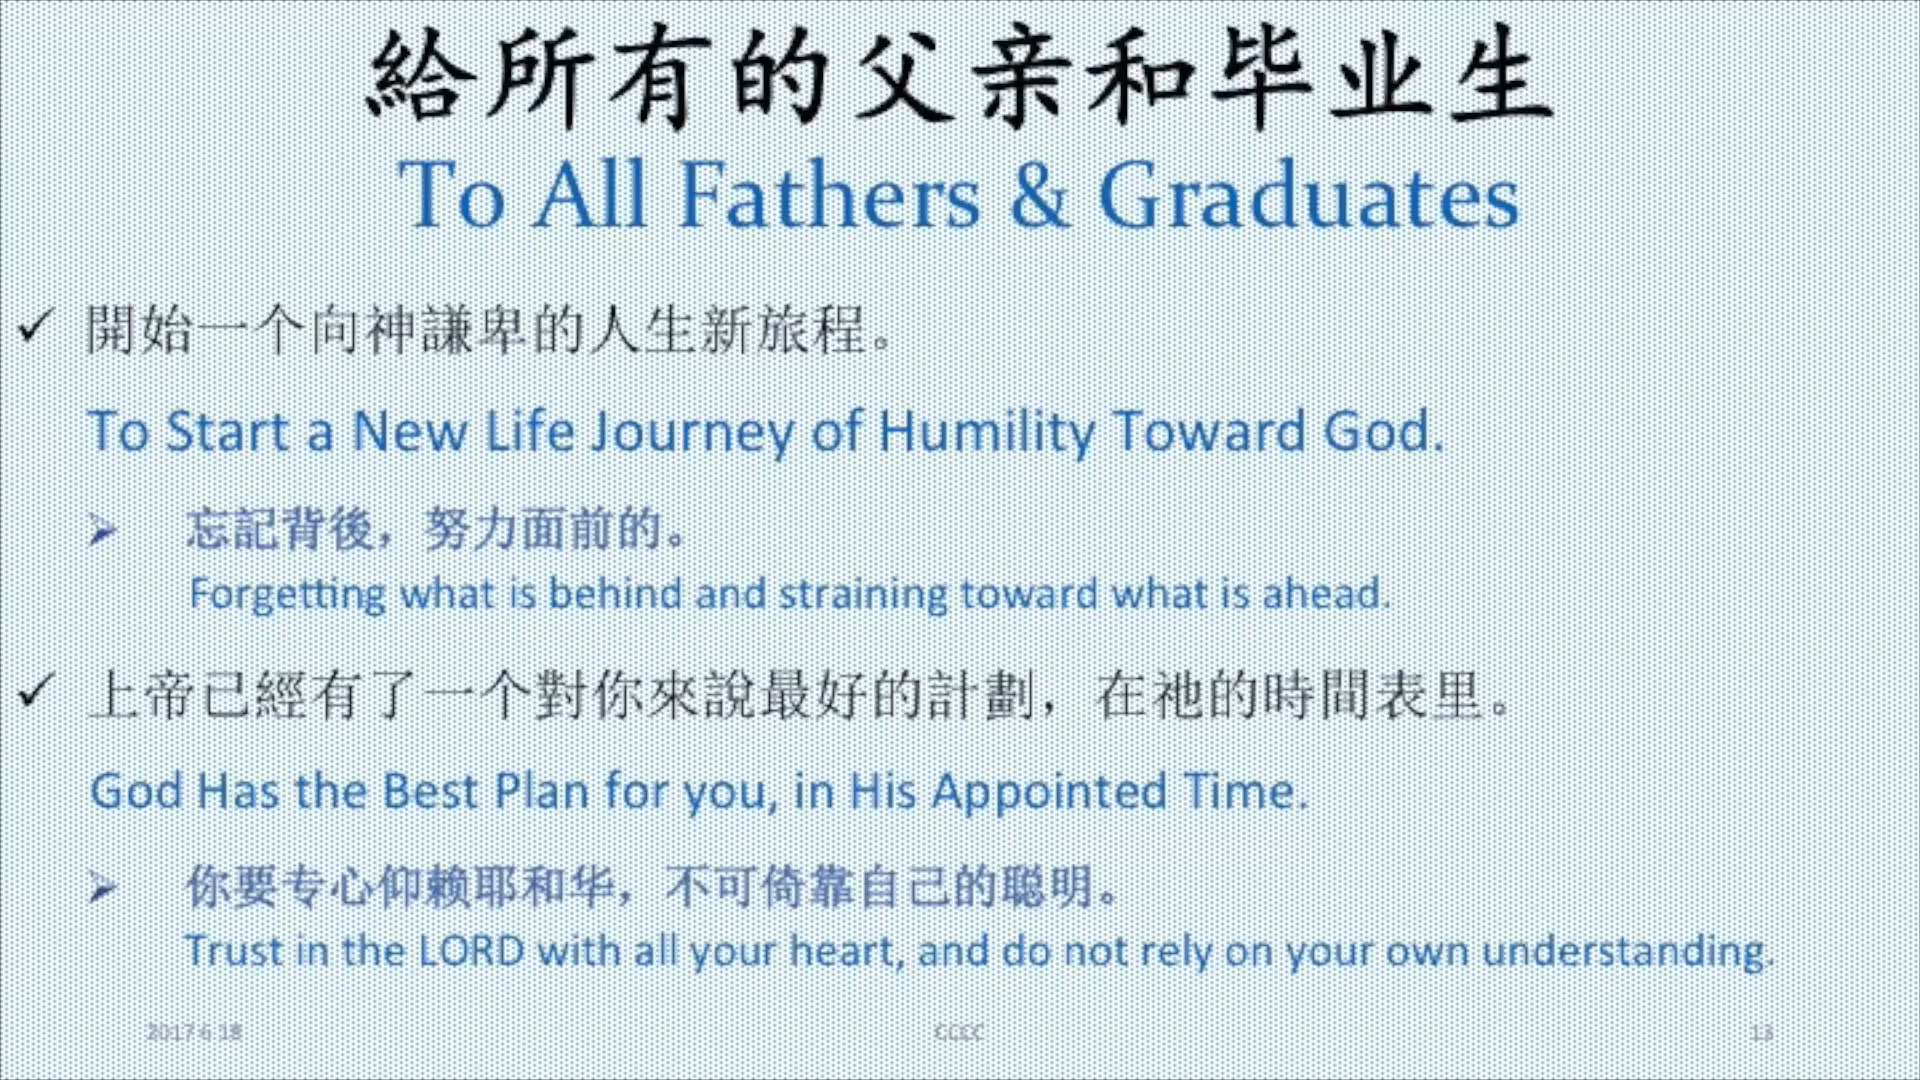 給所有的父亲和毕业生
To All Fathers & Graduates
✓ 開始一个向神謙卑的人生新旅程。
To Start a New Life Journey of Humility Toward God.
➢ 忘記背後，努力面前的。
Forgetting what is behind and straining toward what is ahead.
✓ 上帝已經有了一个對你來說最好的計劃，在祂的時間表里。
God Has the Best Plan for you, in His Appointed Time.
➢ 你要专心仰赖耶和华，不可倚靠自己的聪明。
Trust in the LORD with all your heart, and do not rely on your own understanding.
2017 6 18 CCCC 13